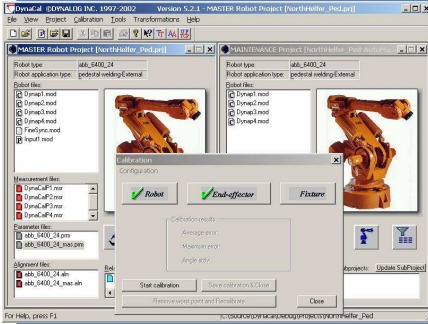 DynaCal ©DYNALOG INC. 1997-2002 Version 5.2.1 - MASTER Robot Project [NorthHelfer_Ped.prj]
File View Project Calibration Tools Transformations Help
MASTER Robot Project [NorthHelfer_Ped.prj]
Robot type: abb_6400_24
Robot application type: pedestal welding-External
Robot files:
Dynap1.mod
Dynap2.mod
Dynap3.mod
Dynap4.mod
FineSync.mod
Input1.mod
Measurement files:
DynaCalP1.msr
DynaCalP2.msr
DynaCalP3.msr
DynaCalP4.msr
Parameter files:
abb_6400_24.prm
abb_6400_24_mas.prm
Alignment files:
abb_6400_24.aln
abb_6400_24_mas.aln
MAINTENANCE Project
Robot type: abb_6400_24
Robot application type: pedestal welding-External
Robot files:
Dynap1.mod
Dynap2.mod
Dynap3.mod
Dynap4.mod
Calibration
Configuration
Robot
End-effector
Fixture
Calibration results
Average error:
Maximum error:
Angle stdv:
Start calibration
Save calibration & Close
Remove worst point and Recalibrate
Close
Update SubProject
For Help, press F1